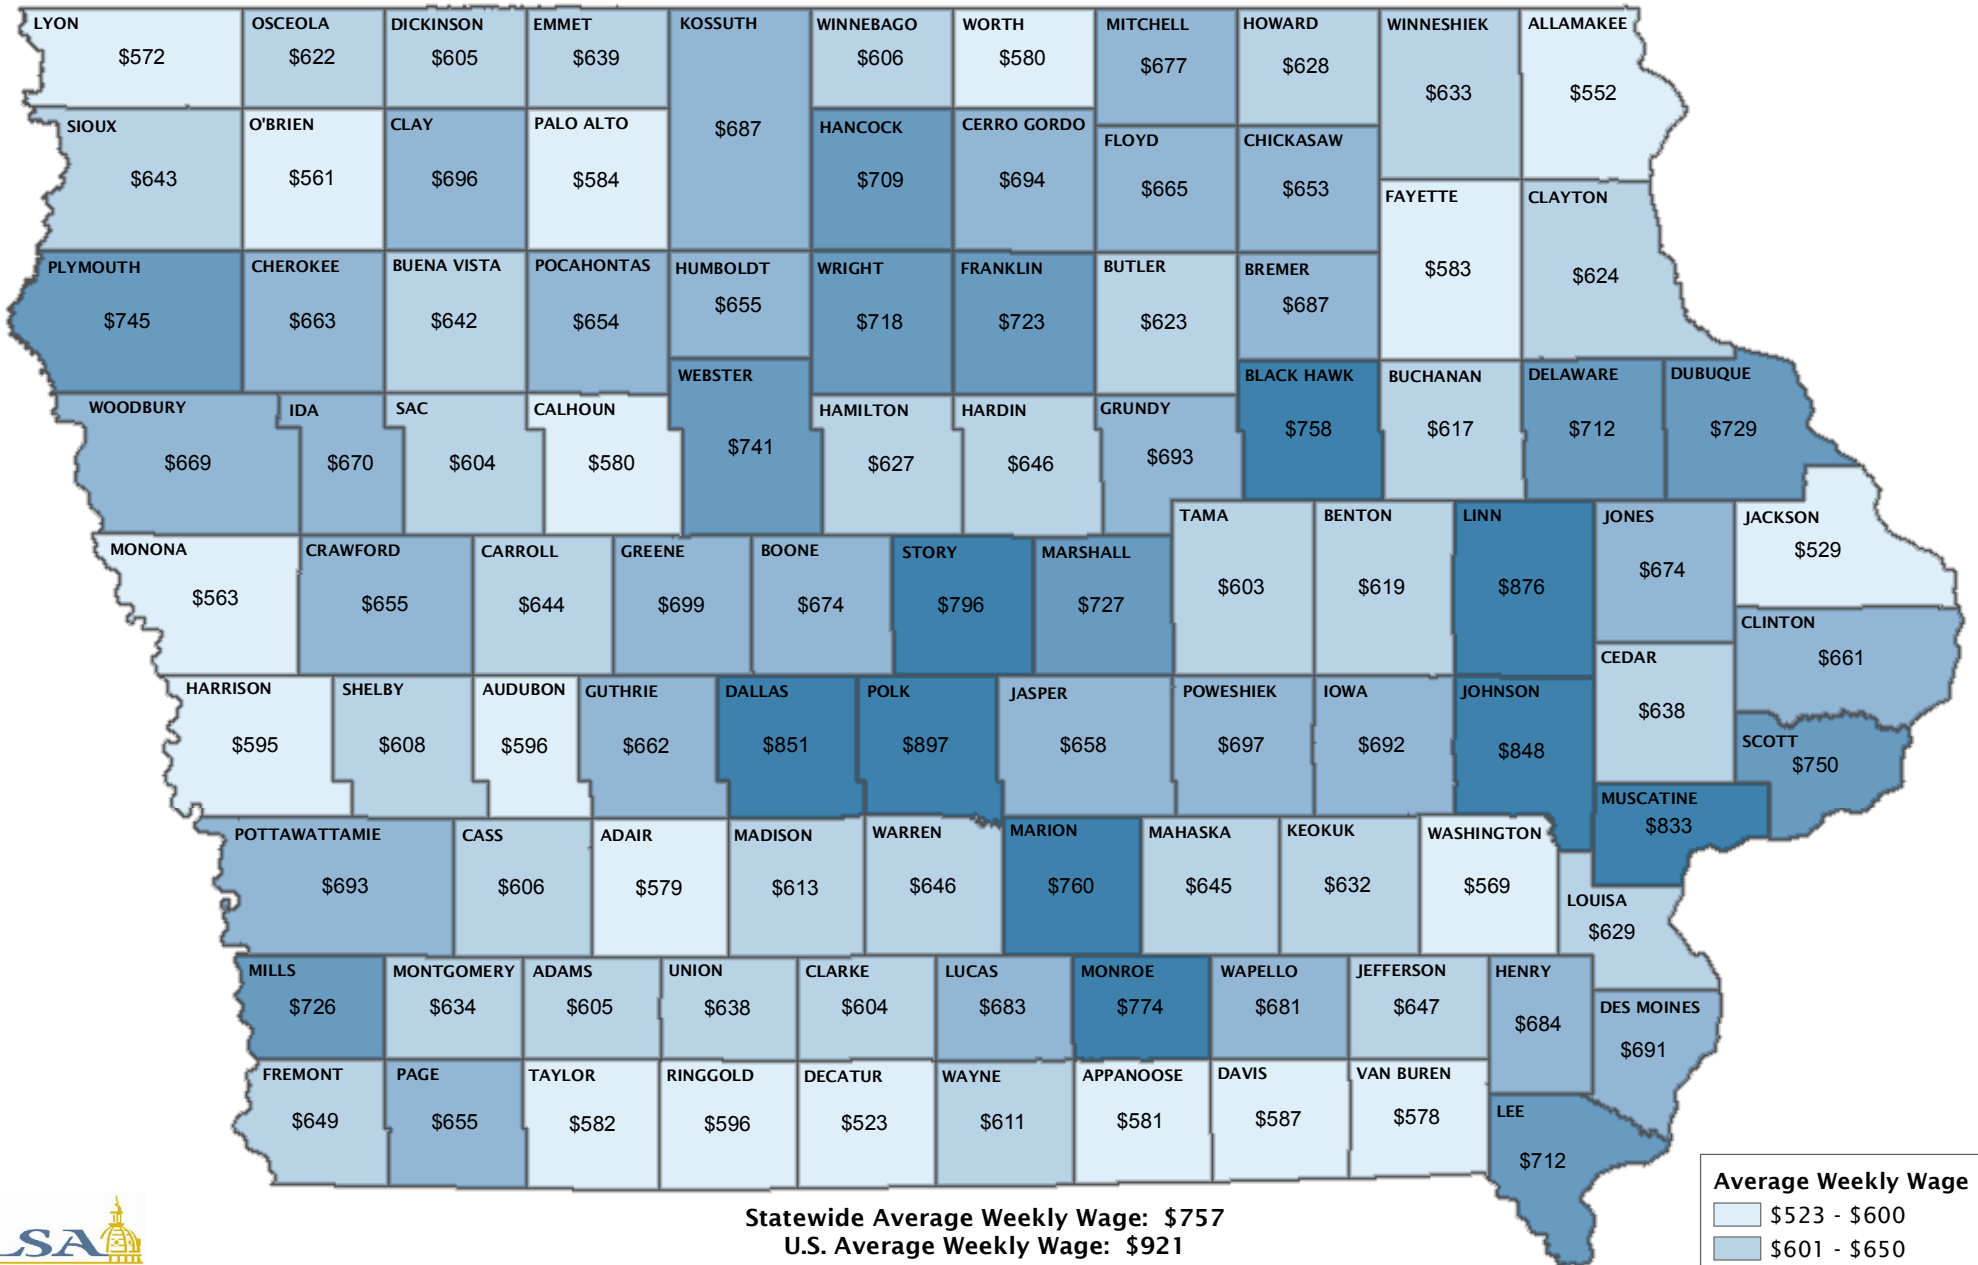 LYON
$572
OSCEOLA
$622
DICKINSON
$605
EMMET
$639
KOSSUTH
$687
WINNEBAGO
$606
WORTH
$580
MITCHELL
$677
HOWARD
$628
WINNESHIEK
$633
ALLAMAKEE
$552
SIOUX
$643
O'BRIEN
$561
CLAY
$696
PALO ALTO
$584
HANCOCK
$709
CERRO GORDO
$694
FLOYD
$665
CHICKASAW
$653
FAYETTE
$583
CLAYTON
$624
PLYMOUTH
$745
CHEROKEE
$663
BUENA VISTA
$642
POCAHONTAS
$654
HUMBOLDT
$655
WRIGHT
$718
FRANKLIN
$723
BUTLER
$623
BREMER
$687
WOODBURY
$669
IDA
$670
SAC
$604
CALHOUN
$580
WEBSTER
$741
HAMILTON
$627
HARDIN
$646
GRUNDY
$693
BLACK HAWK
$758
BUCHANAN
$617
DELAWARE
$712
DUBUQUE
$729
MONONA
$563
CRAWFORD
$655
CARROLL
$644
GREENE
$699
BOONE
$674
STORY
$796
MARSHALL
$727
TAMA
$603
BENTON
$619
LINN
$876
JONES
$674
JACKSON
$529
CLINTON
$661
HARRISON
$595
SHELBY
$608
AUDUBON
$596
GUTHRIE
$662
DALLAS
$851
POLK
$897
JASPER
$658
POWESHIEK
$697
IOWA
$692
JOHNSON
$848
CEDAR
$638
SCOTT
$750
MUSCATINE
$833
POTTAWATTAMIE
$693
CASS
$606
ADAIR
$579
MADISON
$613
WARREN
$646
MARION
$760
MAHASKA
$645
KEOKUK
$632
WASHINGTON
$569
LOUISA
$629
MILLS
$726
MONTGOMERY
$634
ADAMS
$605
UNION
$638
CLARKE
$604
LUCAS
$683
MONROE
$774
WAPELLO
$681
JEFFERSON
$647
HENRY
$684
DES MOINES
$691
FREMONT
$649
PAGE
$655
TAYLOR
$582
RINGGOLD
$596
DECATUR
$523
WAYNE
$611
APPANOOSE
$581
DAVIS
$587
VAN BUREN
$578
LEE
$712
LSA
Statewide Average Weekly Wage: $757
U.S. Average Weekly Wage: $921
Average Weekly Wage
$523 - $600
$601 - $650